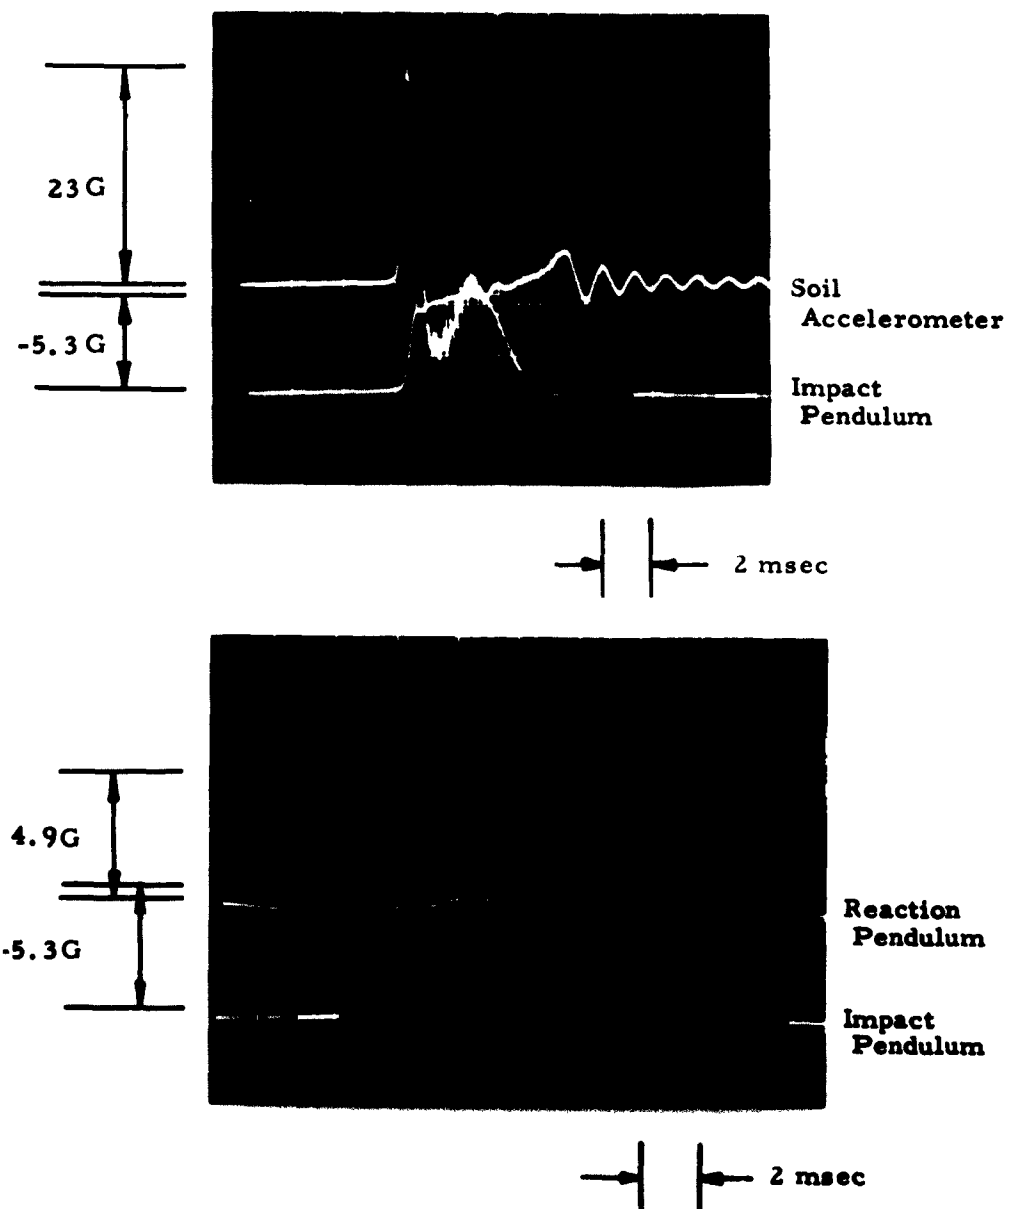 23G
-5.3G
Soil
Accelerometer
Impact
Pendulum
2 msec
4.9G
-5.3G
Reaction
Pendulum
Impact
Pendulum
2 msec